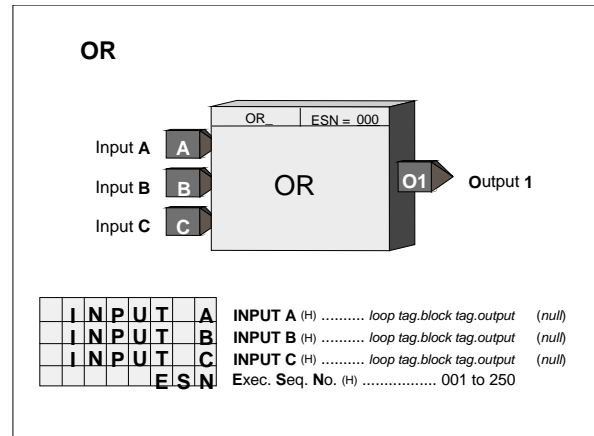 OR
OR_ ESN = 000
Input A A
Input B B
Input C C
OR
O1 Output 1
INPUT A INPUT A (H) .......... loop tag.block tag.output (null)
INPUT B INPUT B (H) .......... loop tag.block tag.output (null)
INPUT C INPUT C (H) .......... loop tag.block tag.output (null)
ESN Exec. Seq. No. (H) ................. 001 to 250